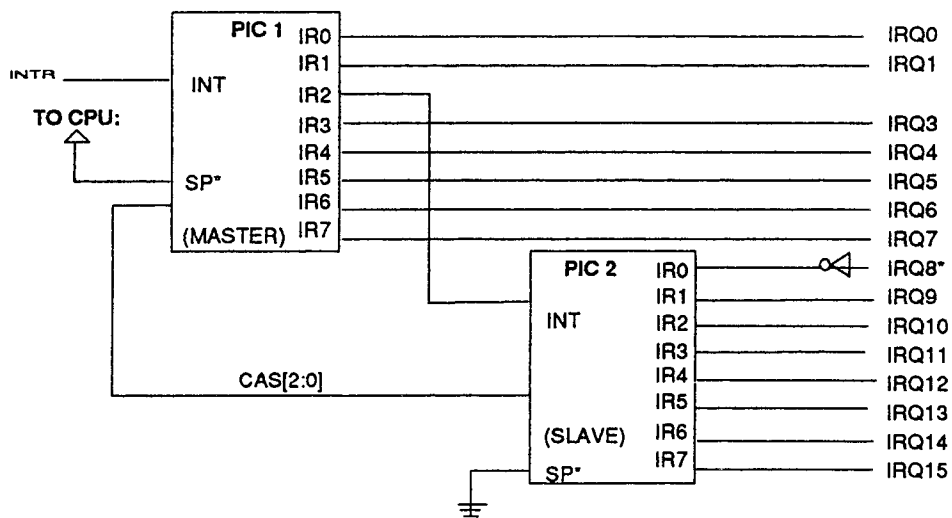 PIC 1
IR0 IRQ0
IR1 IRQ1
INTR INT IR2
TO CPU: IR3 IRQ3
IR4 IRQ4
SP* IR5 IRQ5
IR6 IRQ6
(MASTER) IR7 IRQ7
PIC 2 IR0 IRQ8*
IR1 IRQ9
INT IR2 IRQ10
IR3 IRQ11
CAS[2:0] IR4 IRQ12
IR5 IRQ13
(SLAVE) IR6 IRQ14
SP* IR7 IRQ15